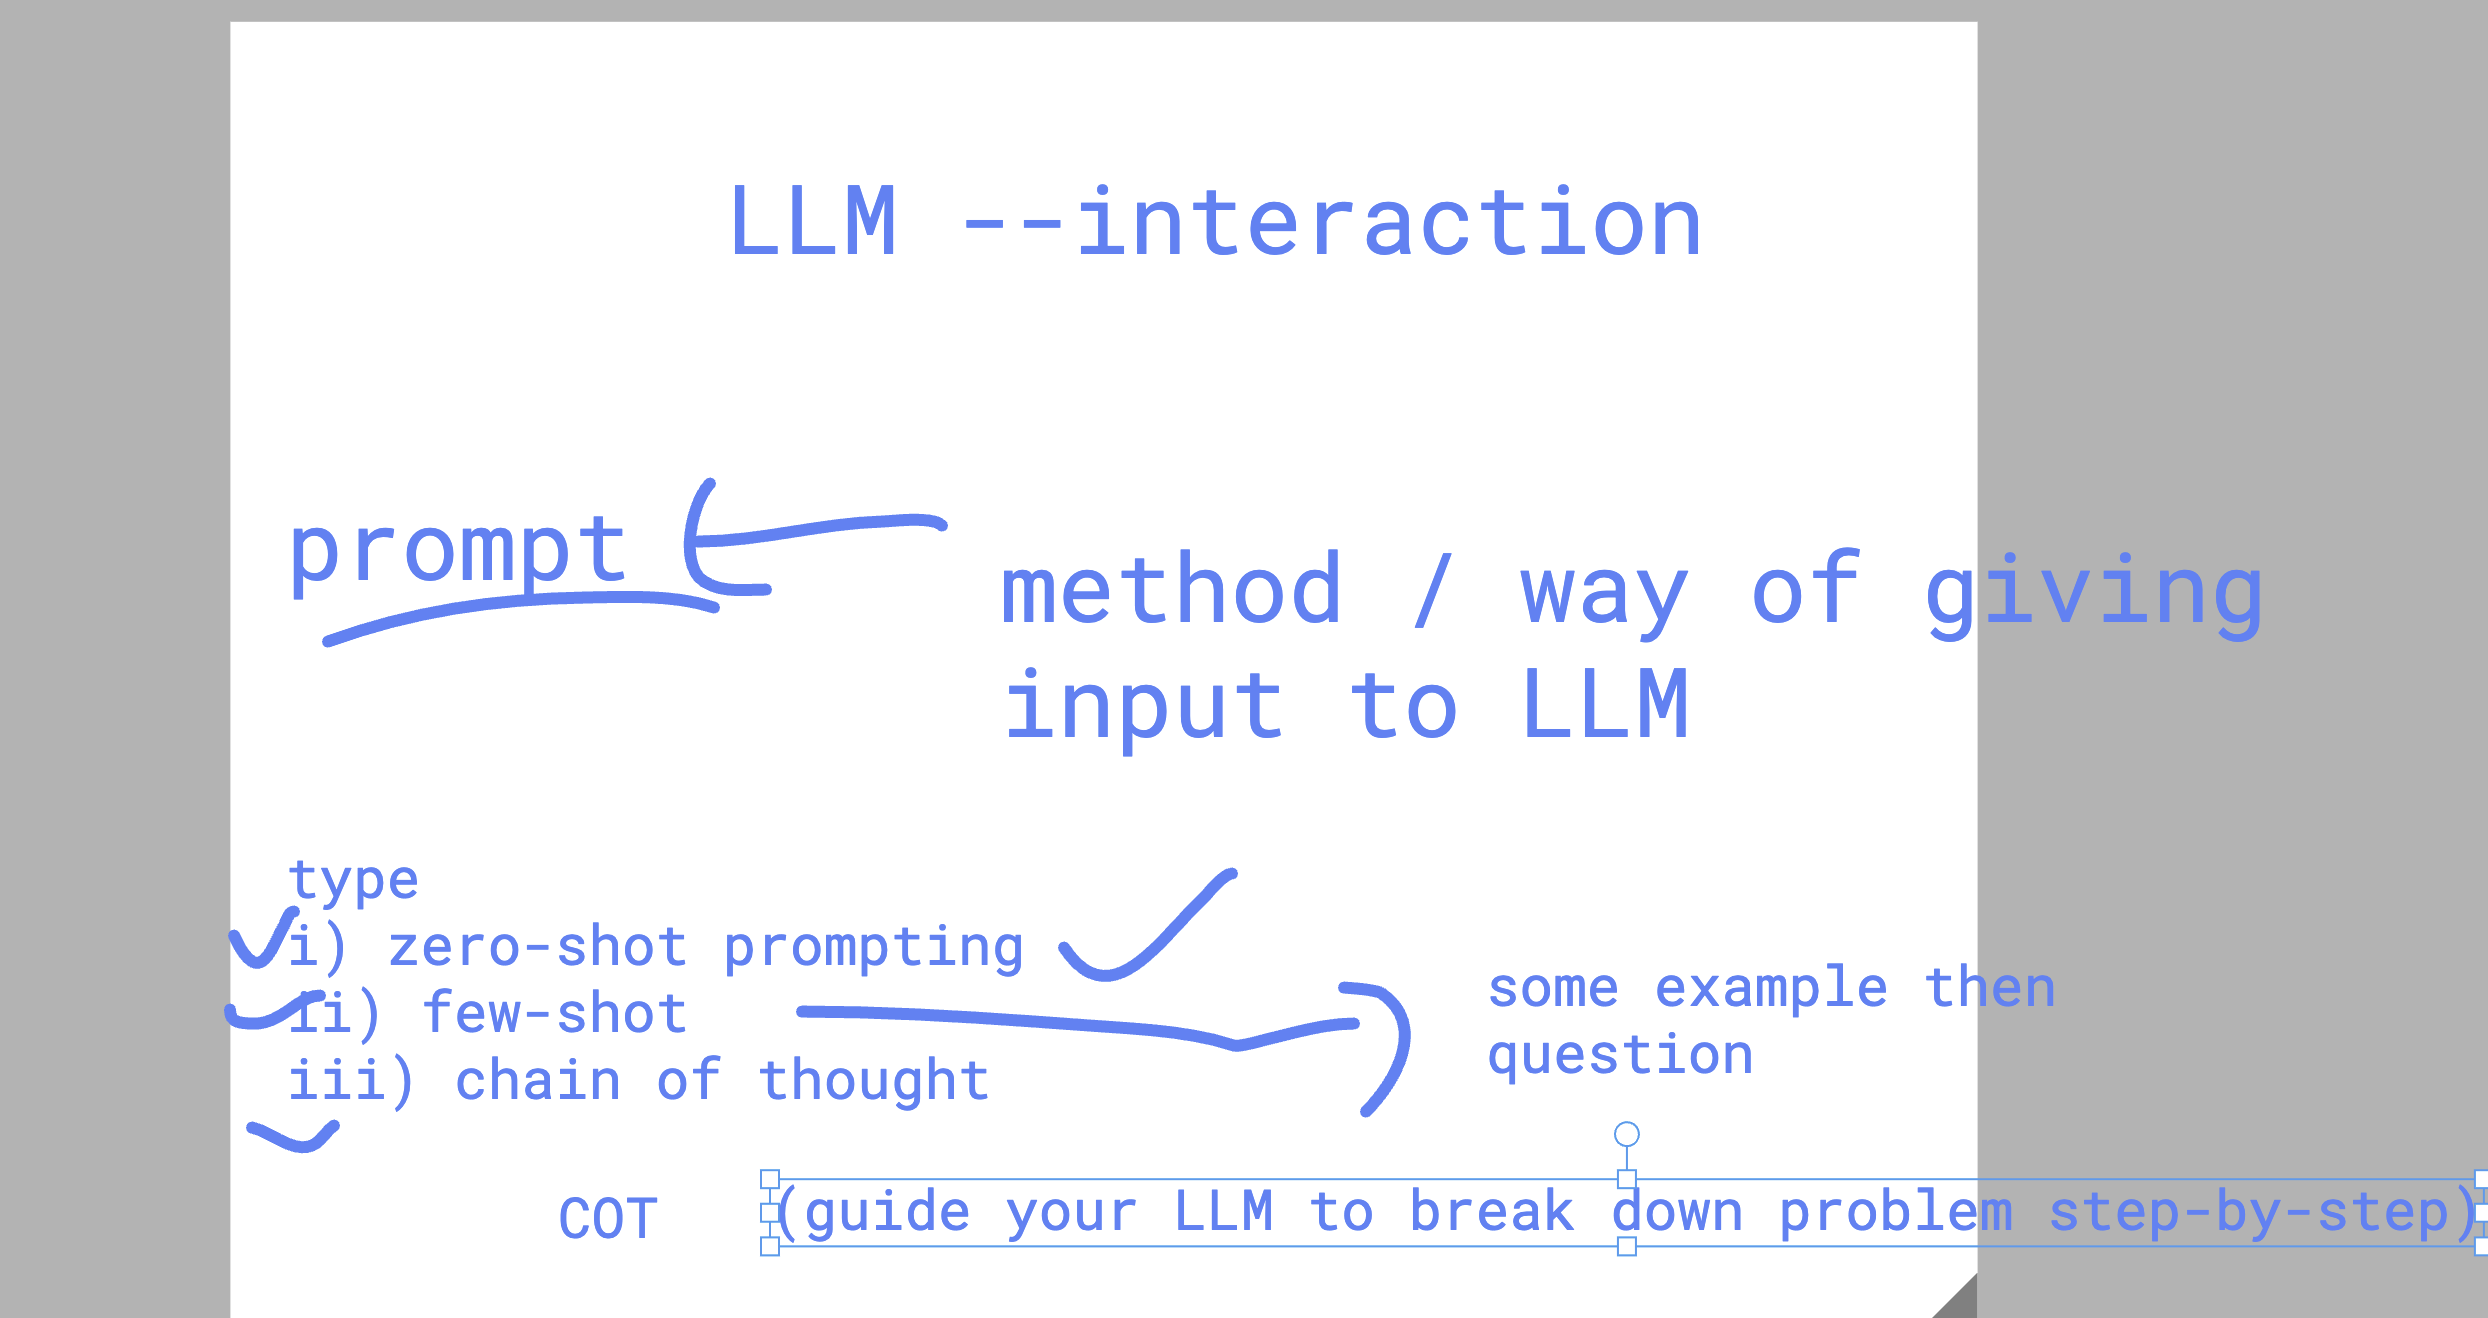 LLM --interaction
prompt
method / way of giving
input to LLM
type
i) zero-shot prompting
ii) few-shot
iii) chain of thought
some example then
question
COT
(guide your LLM to break down problem step-by-step)